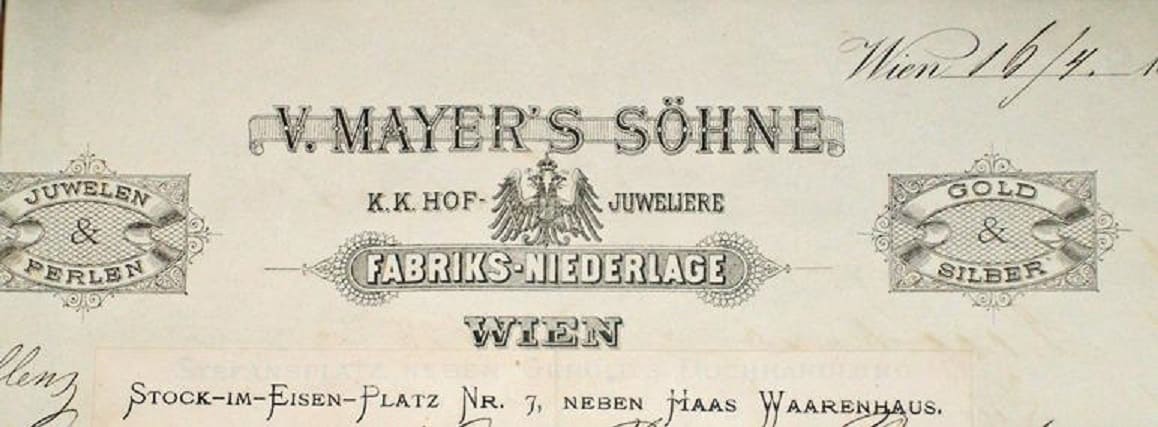 Wien 16/4.
V. MAYER'S SÖHNE
K.K. HOF-JUWELIERE
JUWELEN
&
PERLEN
GOLD
&
SILBER
FABRIKS-NIEDERLAGE
WIEN
STOCK-IM-EISEN-PLATZ NR. 7, NEBEN HAAS WAARENHAUS.